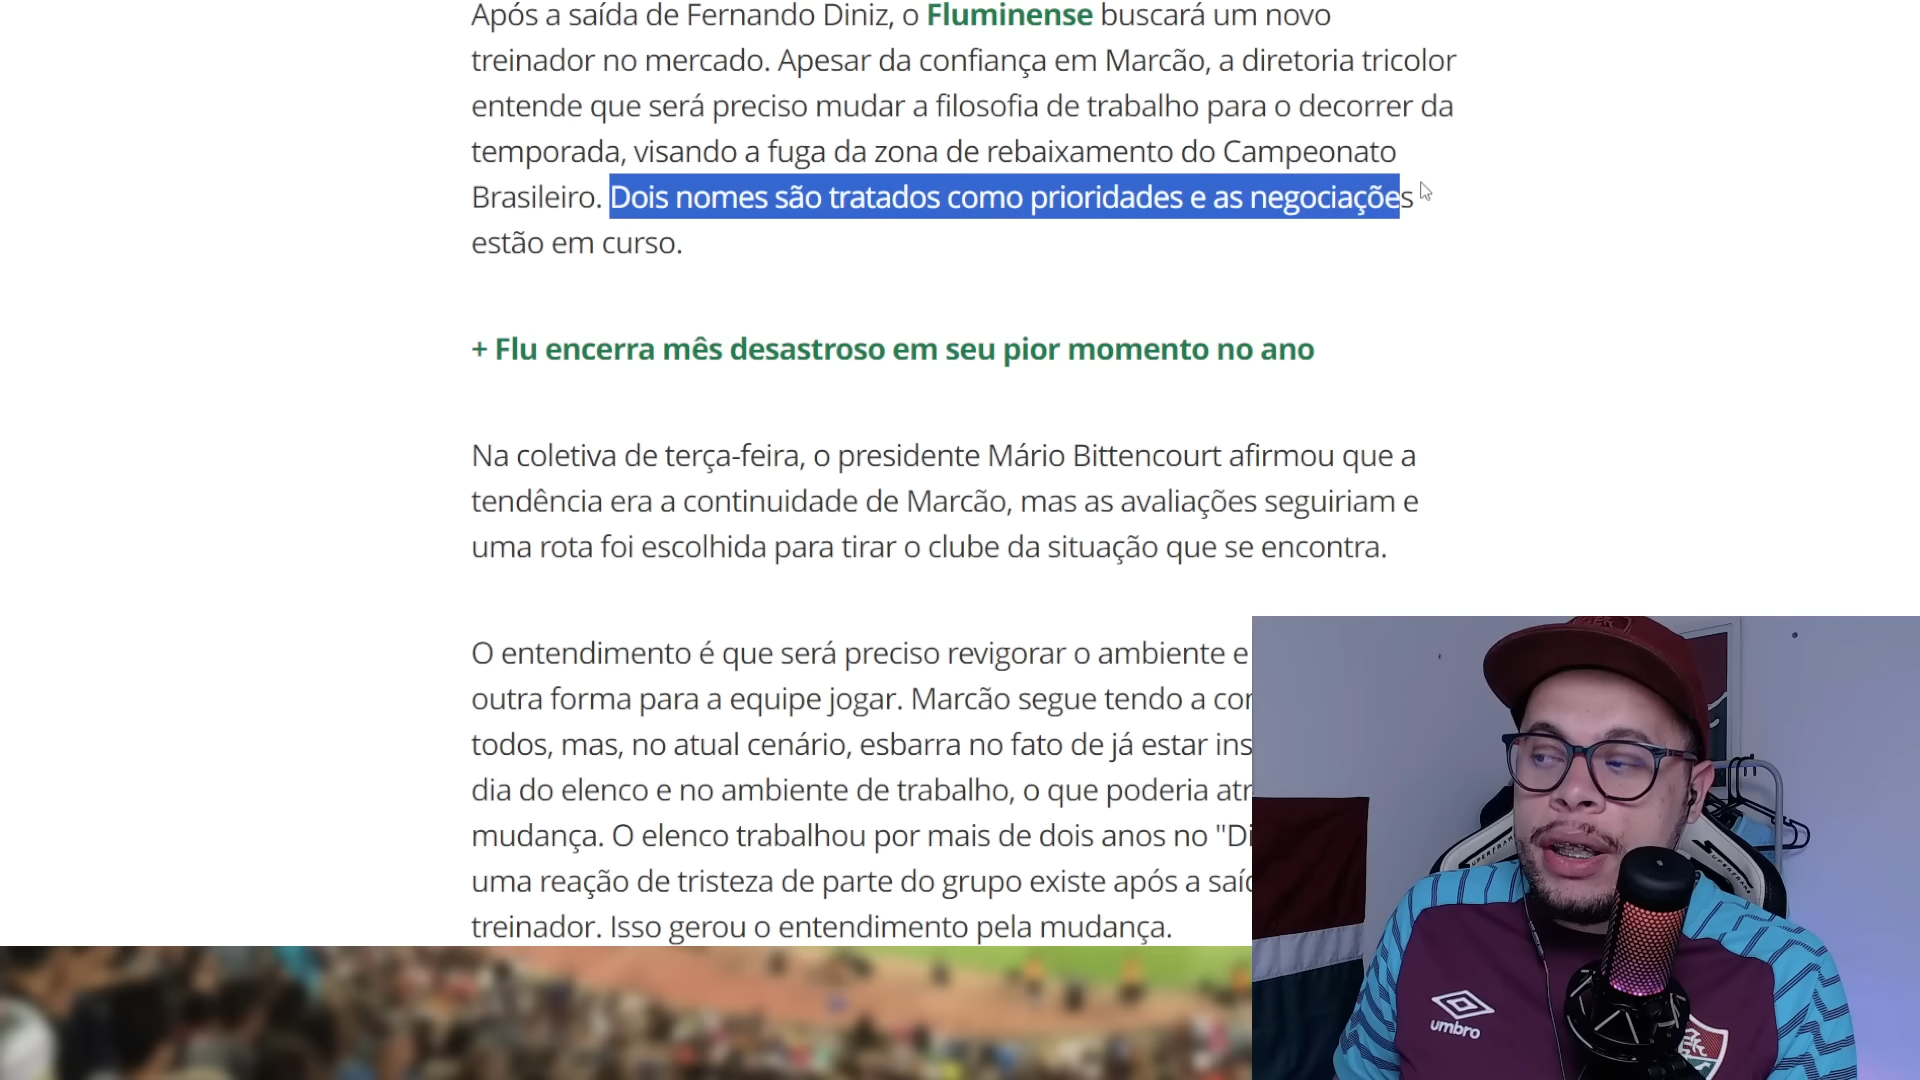 Após a saída de Fernando Diniz, o Fluminense buscará um novo
treinador no mercado. Apesar da confiança em Marcão, a diretoria tricolor
entende que será preciso mudar a filosofia de trabalho para o decorrer da
temporada, visando a fuga da zona de rebaixamento do Campeonato
Brasileiro. Dois nomes são tratados como prioridades e as negociações
estão em curso.
+ Flu encerra mês desastroso em seu pior momento no ano
Na coletiva de terça-feira, o presidente Mário Bittencourt afirmou que a
tendência era a continuidade de Marcão, mas as avaliações seguiriam e
uma rota foi escolhida para tirar o clube da situação que se encontra.
O entendimento é que será preciso revigorar o ambiente e
outra forma para a equipe jogar. Marcão segue tendo a
todos, mas, no atual cenário, esbarra no fato de já estar
dia do elenco e no ambiente de trabalho, o que poderia
mudança. O elenco trabalhou por mais de dois anos no
uma reação de tristeza de parte do grupo existe após a
treinador. Isso gerou o entendimento pela mudança.
umbro